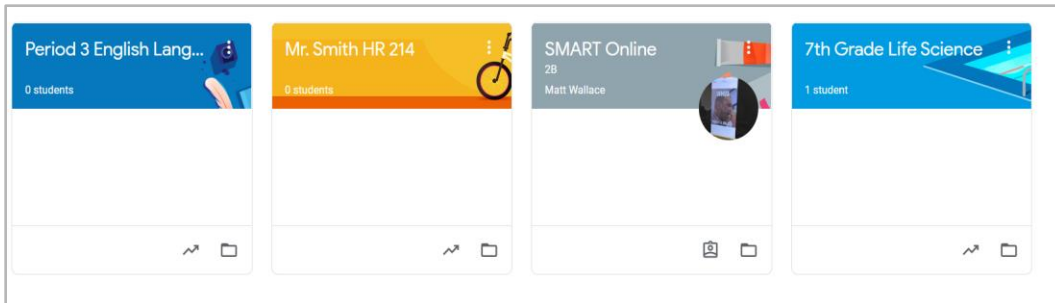 Period 3 English Lang...
0 students
Mr. Smith HR 214
0 students
SMART Online
2B
Matt Wallace
7th Grade Life Science
1 student